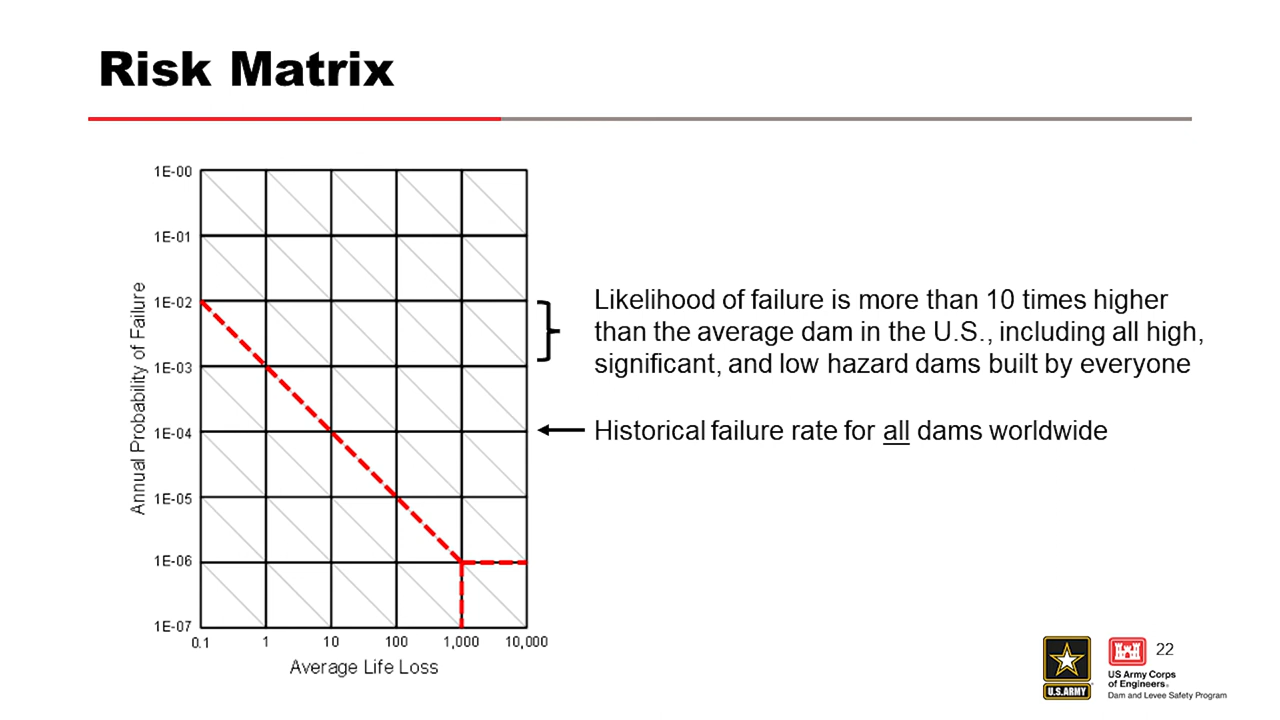 Risk Matrix
1E-00
1E-01
1E-02
1E-03
1E-04
1E-05
1E-06
1E-07
Annual Probability of Failure
0.1 1 10 100 1,000 10,000
Average Life Loss
Likelihood of failure is more than 10 times higher
than the average dam in the U.S., including all high,
significant, and low hazard dams built by everyone
Historical failure rate for all dams worldwide
U.S.ARMY
US Army Corps
of Engineers®
Dam and Levee Safety Program
22